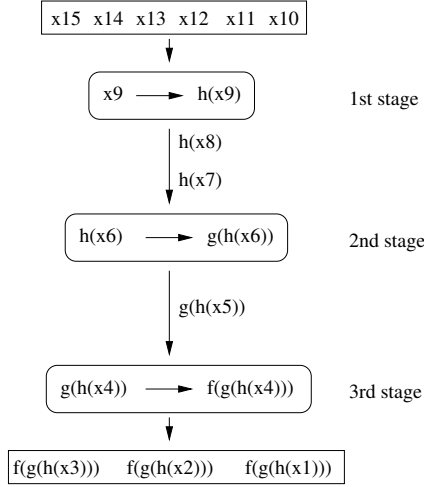 x15 x14 x13 x12 x11 x10
x9 h(x9) 1st stage
h(x8)
h(x7)
h(x6) g(h(x6)) 2nd stage
g(h(x5))
g(h(x4)) f(g(h(x4))) 3rd stage
f(g(h(x3))) f(g(h(x2))) f(g(h(x1)))